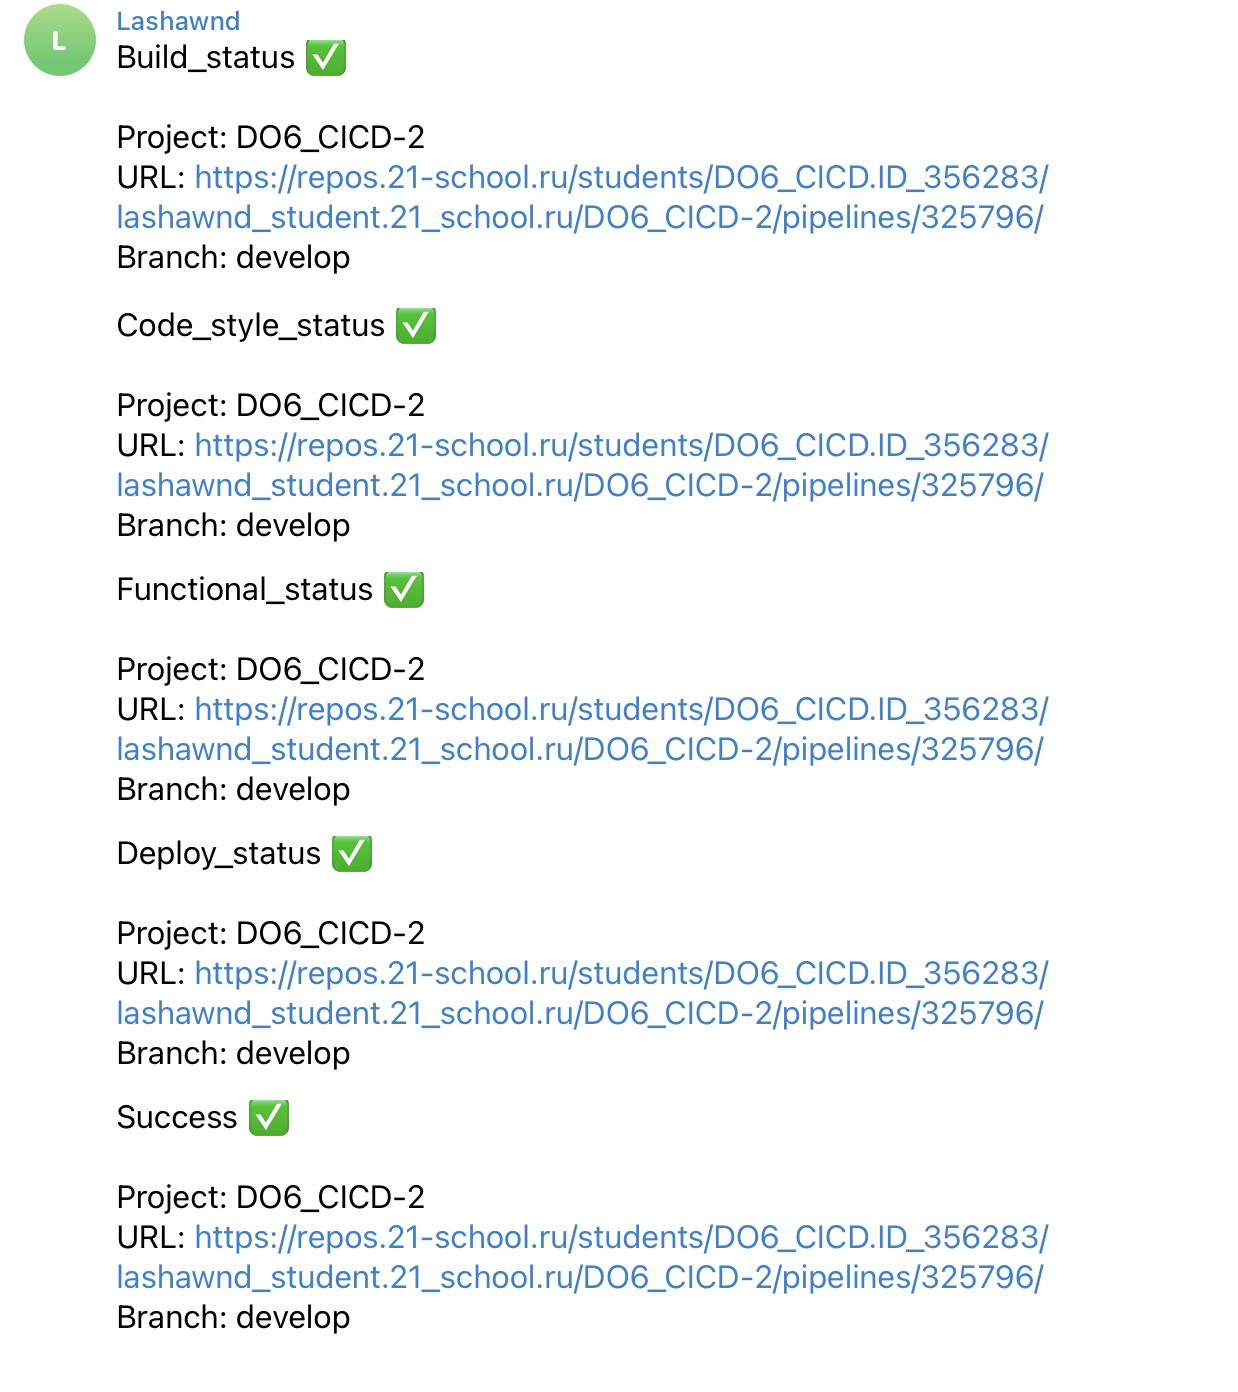 L
Lashawnd
Build_status ✅
Project: DO6_CICD-2
URL: https://repos.21-school.ru/students/DO6_CICD.ID_356283/
lashawnd_student.21_school.ru/DO6_CICD-2/pipelines/325796/
Branch: develop
Code_style_status ✅
Project: DO6_CICD-2
URL: https://repos.21-school.ru/students/DO6_CICD.ID_356283/
lashawnd_student.21_school.ru/DO6_CICD-2/pipelines/325796/
Branch: develop
Functional_status ✅
Project: DO6_CICD-2
URL: https://repos.21-school.ru/students/DO6_CICD.ID_356283/
lashawnd_student.21_school.ru/DO6_CICD-2/pipelines/325796/
Branch: develop
Deploy_status ✅
Project: DO6_CICD-2
URL: https://repos.21-school.ru/students/DO6_CICD.ID_356283/
lashawnd_student.21_school.ru/DO6_CICD-2/pipelines/325796/
Branch: develop
Success ✅
Project: DO6_CICD-2
URL: https://repos.21-school.ru/students/DO6_CICD.ID_356283/
lashawnd_student.21_school.ru/DO6_CICD-2/pipelines/325796/
Branch: develop